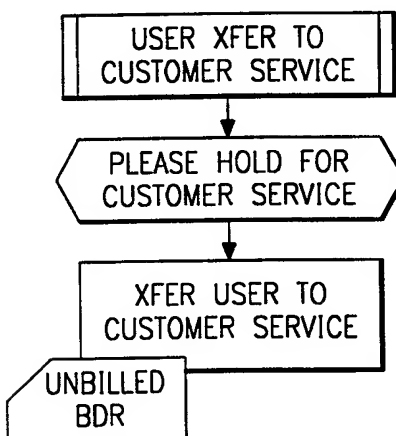 USER XFER TO
CUSTOMER SERVICE
PLEASE HOLD FOR
CUSTOMER SERVICE
XFER USER TO
CUSTOMER SERVICE
UNBILLED
BDR